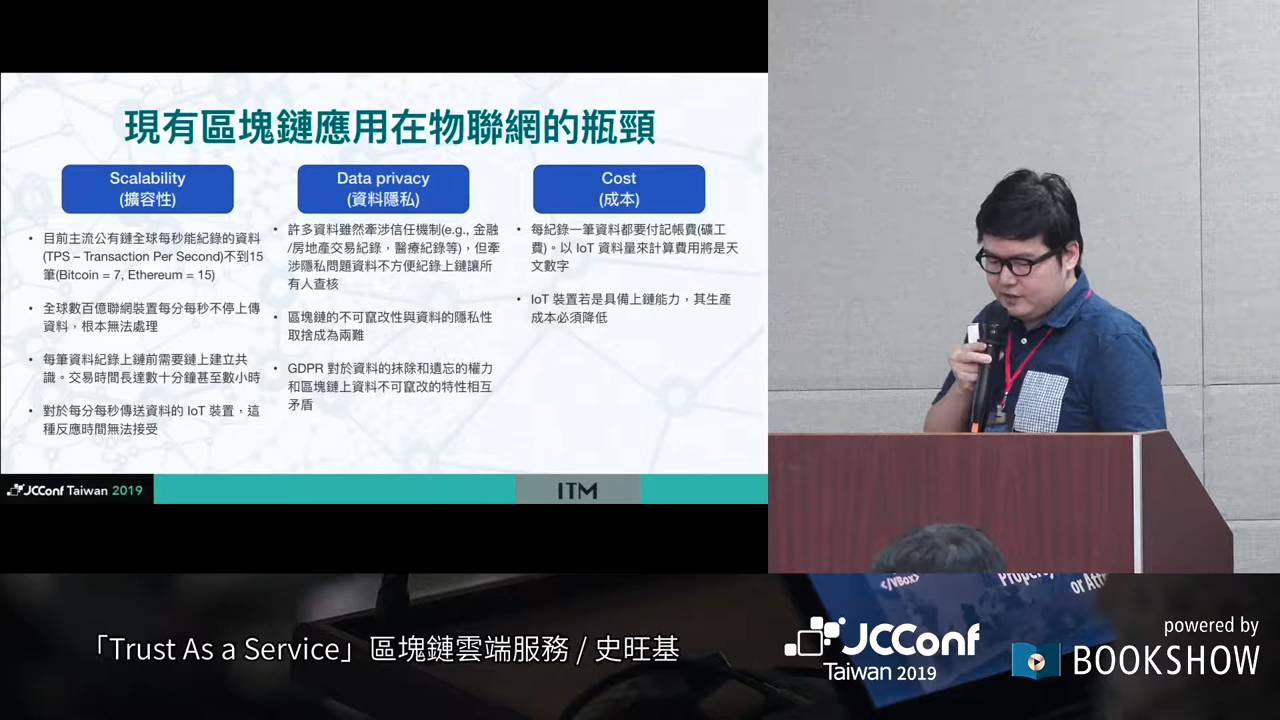 現有區塊鏈應用在物聯網的瓶頸
Scalability
(擴容性)
• 目前主流公有鏈全球每秒能紀錄的資料
(TPS – Transaction Per Second)不到15
筆(Bitcoin = 7, Ethereum = 15)
• 全球數百億聯網裝置每分每秒不停上傳
資料，根本無法處理
• 每筆資料紀錄上鏈前需要鏈上建立共
識。交易時間長達數十分鐘甚至數小時
• 對於每分每秒傳送資料的 IoT 裝置，這
種反應時間無法接受
Data privacy
(資料隱私)
• 許多資料雖然牽涉信任機制(e.g., 金融
/房地產交易紀錄，醫療紀錄等)，但牽
涉隱私問題資料不方便紀錄上鏈讓所
有人查核
• 區塊鏈的不可竄改性與資料的隱私性
取捨成為兩難
• GDPR 對於資料的抹除和遺忘的權力
和區塊鏈上資料不可竄改的特性相互
矛盾
Cost
(成本)
• 每紀錄一筆資料都要付記帳費(礦工
費)。以 IoT 資料量來計算費用將是天
文數字
• IoT 裝置若是具備上鏈能力，其生產
成本必須降低
JCConf Taiwan 2019
ITM
</VBox>
「Trust As a Service」區塊鏈雲端服務 / 史旺基
JCConf
Taiwan 2019
powered by
BOOKSHOW